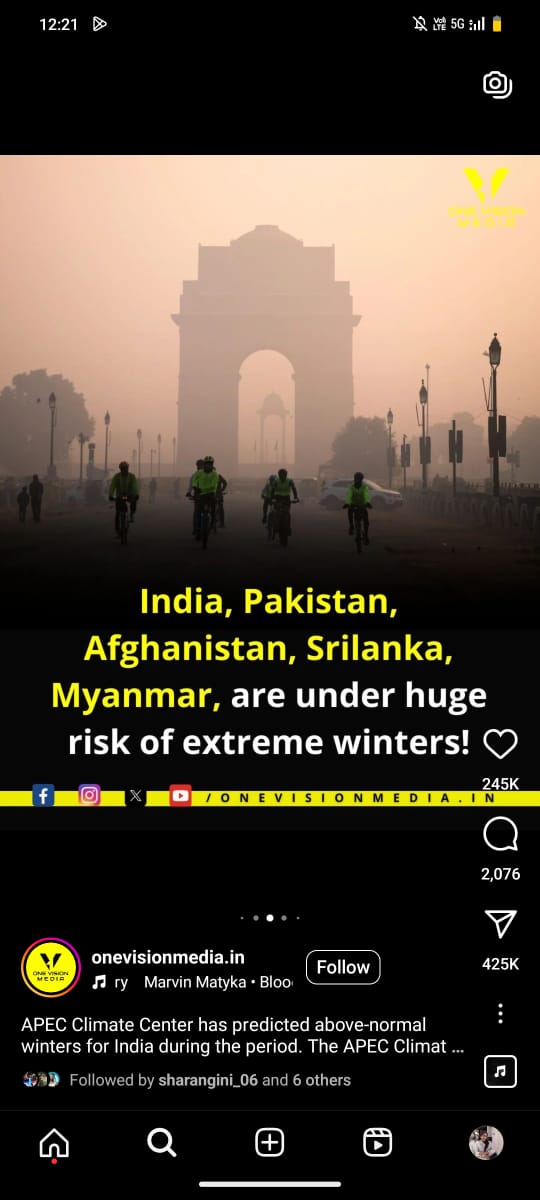 12:21
Vo))
LTE 5G
ONE VISION
MEDIA
India, Pakistan,
Afghanistan, Srilanka,
Myanmar, are under huge
risk of extreme winters!
245K
/ONEVISIONMEDIA.IN
2,076
425K
onevisionmedia.in
Follow
ry Marvin Matyka • Bloo
ONE VISION
MEDIA
APEC Climate Center has predicted above-normal
winters for India during the period. The APEC Climat ...
Followed by sharangini_06 and 6 others